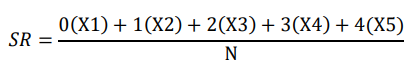 SR = 0(X1) + 1(X2) + 2(X3) + 3(X4) + 4(X5)
N